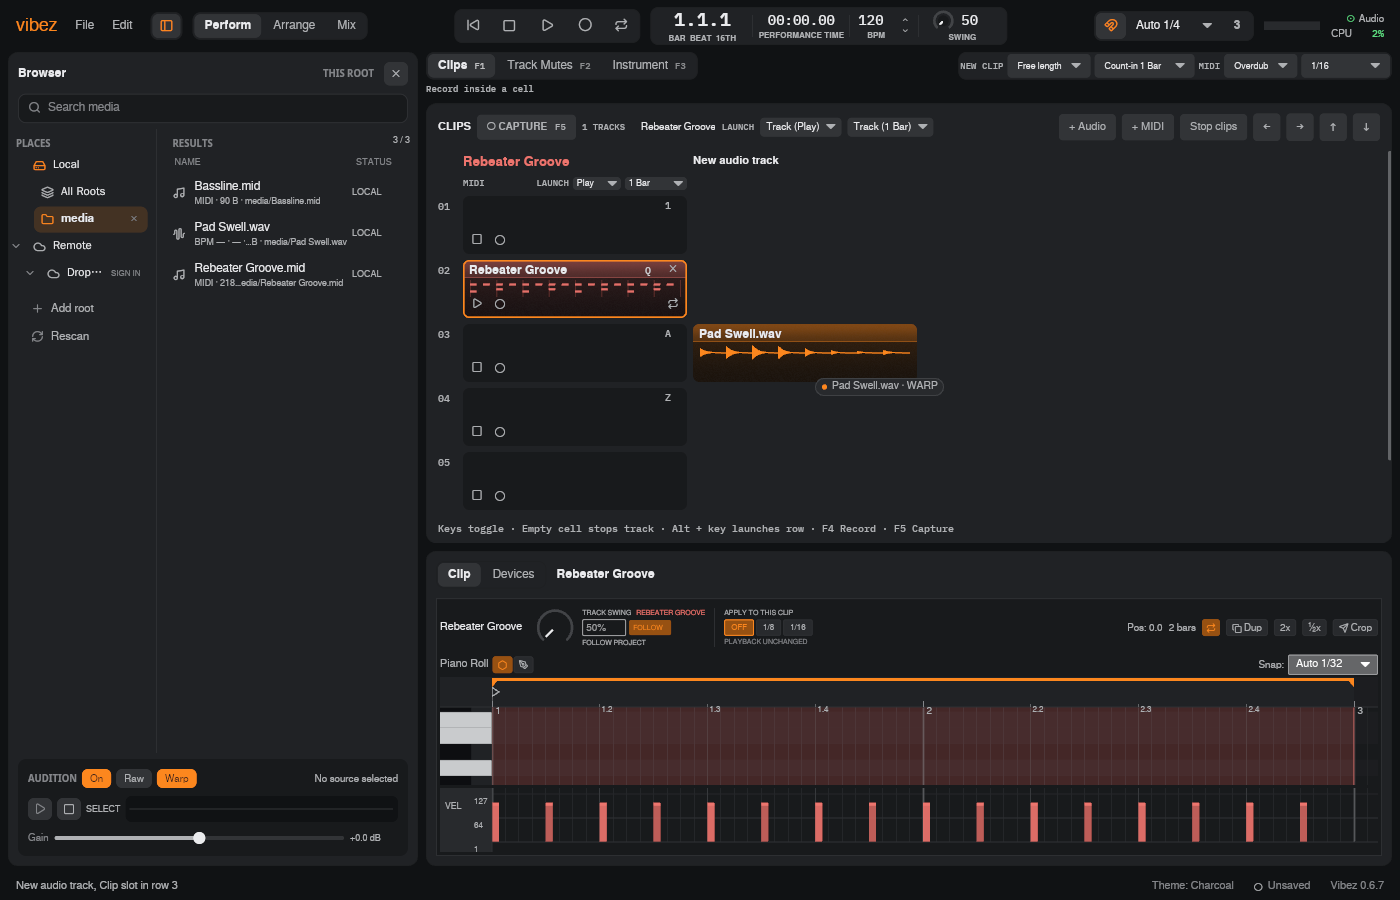 vibez File Edit Perform Arrange Mix 1.1.1 00:00.00 120 50 Auto 1/4 3 Audio
BAR BEAT 16TH PERFORMANCE TIME BPM SWING CPU 2%
Browser THIS ROOT ×
Search media
PLACES RESULTS 3 / 3
NAME STATUS
Local
All Roots
media ×
Remote
Drop··· SIGN IN
Add root
Rescan
Bassline.mid LOCAL
MIDI · 90 B · media/Bassline.mid
Pad Swell.wav LOCAL
BPM — · — ·...B · media/Pad Swell.wav
Rebeater Groove.mid LOCAL
MIDI · 218...edia/Rebeater Groove.mid
AUDITION On Raw Warp No source selected
SELECT
Gain +0.0 dB
Clips F1 Track Mutes F2 Instrument F3 NEW CLIP Free length Count-in 1 Bar MIDI Overdub 1/16
Record inside a cell
CLIPS CAPTURE F5 1 TRACKS Rebeater Groove LAUNCH Track (Play) Track (1 Bar) + Audio + MIDI Stop clips ← → ↑ ↓
Rebeater Groove New audio track
MIDI LAUNCH Play 1 Bar
01 1
02 Rebeater Groove Q ×
03 A Pad Swell.wav
Pad Swell.wav · WARP
04 Z
05
Keys toggle · Empty cell stops track · Alt + key launches row · F4 Record · F5 Capture
Clip Devices Rebeater Groove
Rebeater Groove TRACK SWING REBEATER GROOVE APPLY TO THIS CLIP
50% FOLLOW OFF 1/8 1/16 Pos: 0.0 2 bars Dup 2x ½x Crop
FOLLOW PROJECT PLAYBACK UNCHANGED
Piano Roll Snap: Auto 1/32
1 1.2 1.3 1.4 2 2.2 2.3 2.4 3
VEL 127
64
1
New audio track, Clip slot in row 3 Theme: Charcoal Unsaved Vibez 0.6.7